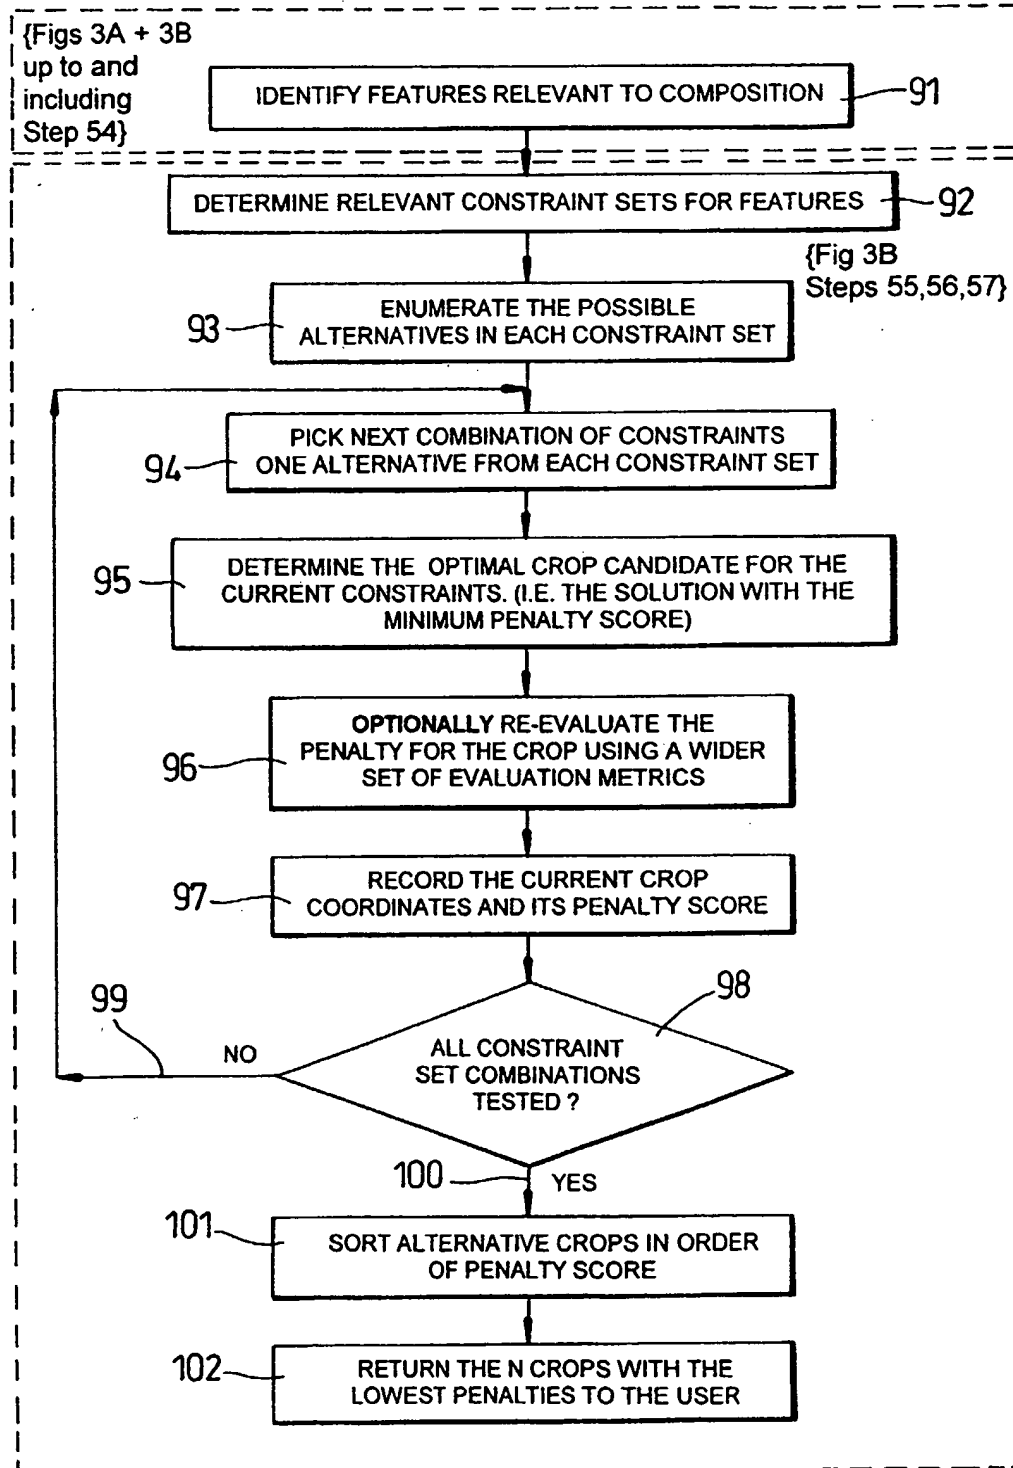 {Figs 3A + 3B
up to and
including
Step 54}
IDENTIFY FEATURES RELEVANT TO COMPOSITION
91
DETERMINE RELEVANT CONSTRAINT SETS FOR FEATURES
92
{Fig 3B
Steps 55,56,57}
93
ENUMERATE THE POSSIBLE
ALTERNATIVES IN EACH CONSTRAINT SET
94
PICK NEXT COMBINATION OF CONSTRAINTS
ONE ALTERNATIVE FROM EACH CONSTRAINT SET
95
DETERMINE THE OPTIMAL CROP CANDIDATE FOR THE
CURRENT CONSTRAINTS. (I.E. THE SOLUTION WITH THE
MINIMUM PENALTY SCORE)
96
OPTIONALLY RE-EVALUATE THE
PENALTY FOR THE CROP USING A WIDER
SET OF EVALUATION METRICS
97
RECORD THE CURRENT CROP
COORDINATES AND ITS PENALTY SCORE
98
99
NO
ALL CONSTRAINT
SET COMBINATIONS
TESTED ?
100
YES
101
SORT ALTERNATIVE CROPS IN ORDER
OF PENALTY SCORE
102
RETURN THE N CROPS WITH THE
LOWEST PENALTIES TO THE USER